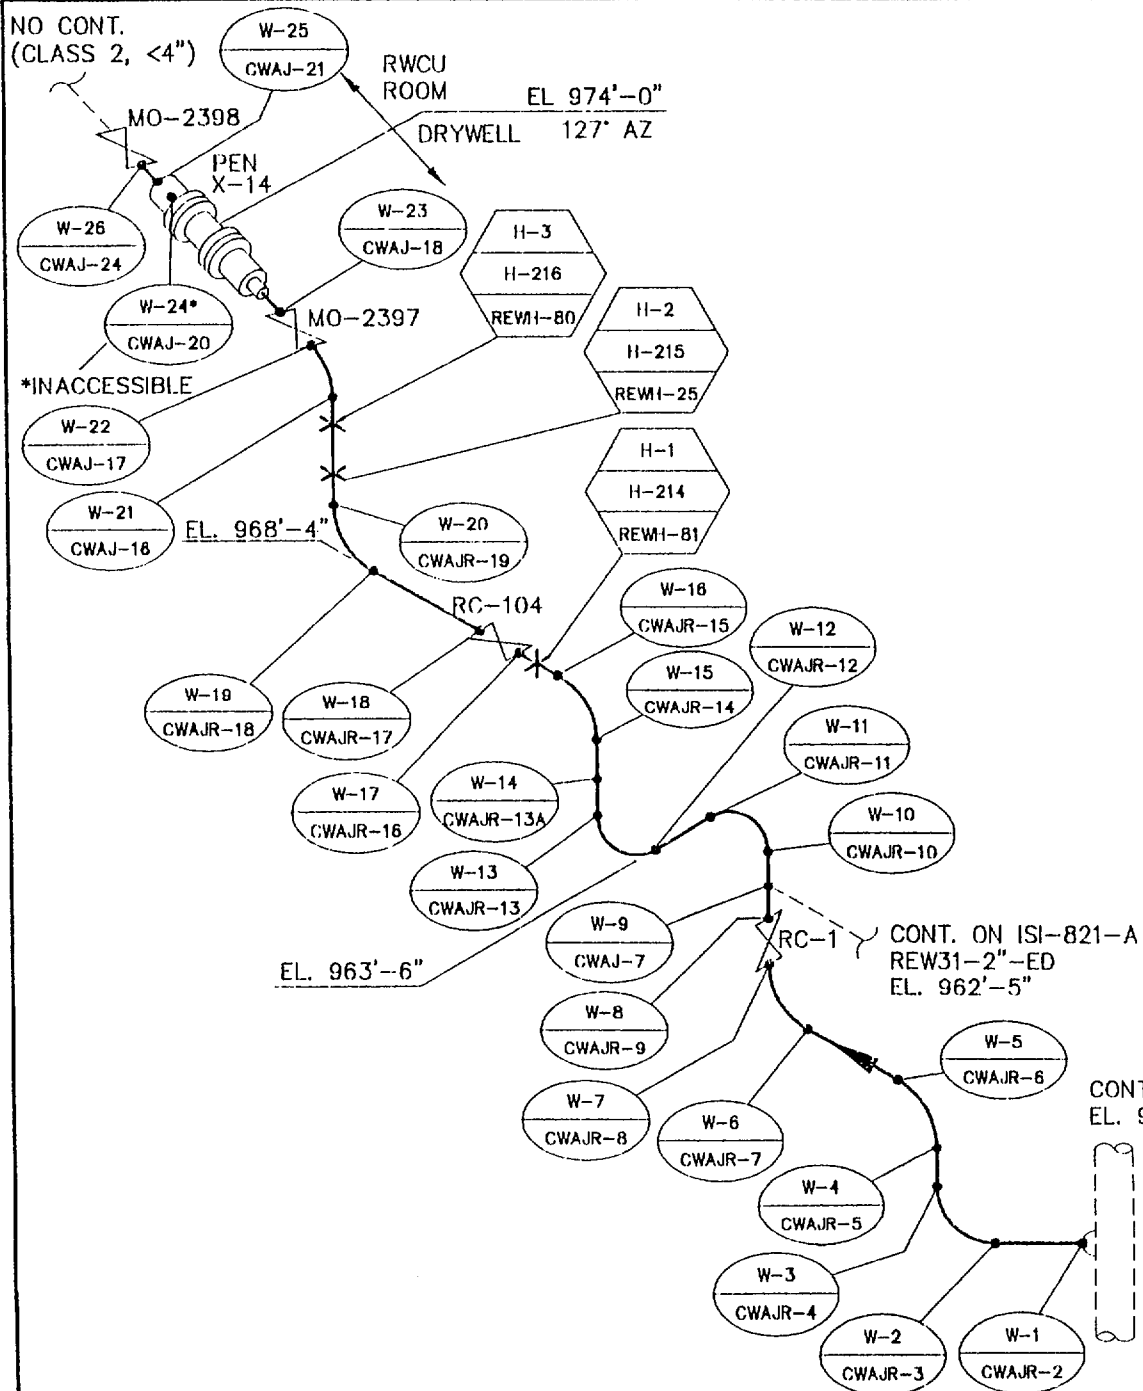 NO CONT.
(CLASS 2, <4")
W-25
CWAJ-21
RWCU
ROOM
EL 974'-0"
DRYWELL 127° AZ
MO-2398
PEN
X-14
W-26
CWAJ-24
W-23
CWAJ-18
H-3
H-216
REWH-80
W-24*
CWAJ-20
MO-2397
H-2
H-215
REWH-25
*INACCESSIBLE
W-22
CWAJ-17
H-1
H-214
REWH-81
W-21
CWAJ-16
EL. 968'-4"
W-20
CWAJR-19
RC-104
W-16
CWAJR-15
W-12
CWAJR-12
W-19
CWAJR-18
W-18
CWAJR-17
W-15
CWAJR-14
W-11
CWAJR-11
W-17
CWAJR-16
W-14
CWAJR-13A
W-10
CWAJR-10
W-13
CWAJR-13
W-9
CWAJ-7
RC-1
CONT. ON ISI-821-A
REW31-2"-ED
EL. 962'-5"
EL. 963'-6"
W-8
CWAJR-9
W-5
CWAJR-6
W-7
CWAJR-8
W-6
CWAJR-7
CONT
EL. 9
W-4
CWAJR-5
W-3
CWAJR-4
W-2
CWAJR-3
W-1
CWAJR-2